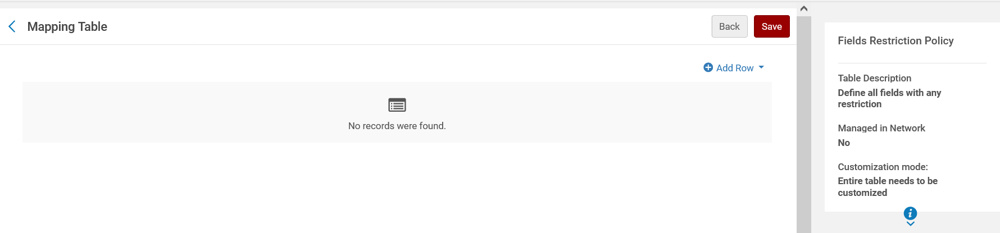 Mapping Table
Back
Save
Add Row
No records were found.
Fields Restriction Policy
Table Description
Define all fields with any
restriction
Managed in Network
No
Customization mode:
Entire table needs to be
customized